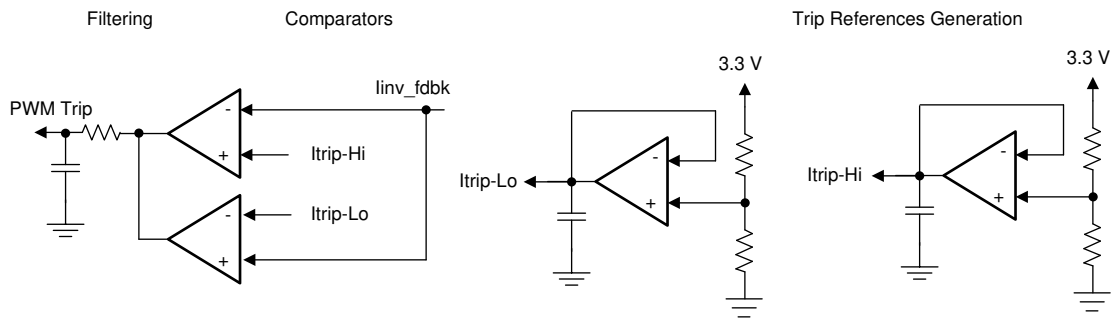 Filtering
Comparators
Trip References Generation
PWM Trip
Iinv_fdbk
-
+
Itrip-Hi
-
Itrip-Lo
+
3.3 V
-
Itrip-Lo
+
3.3 V
-
Itrip-Hi
+